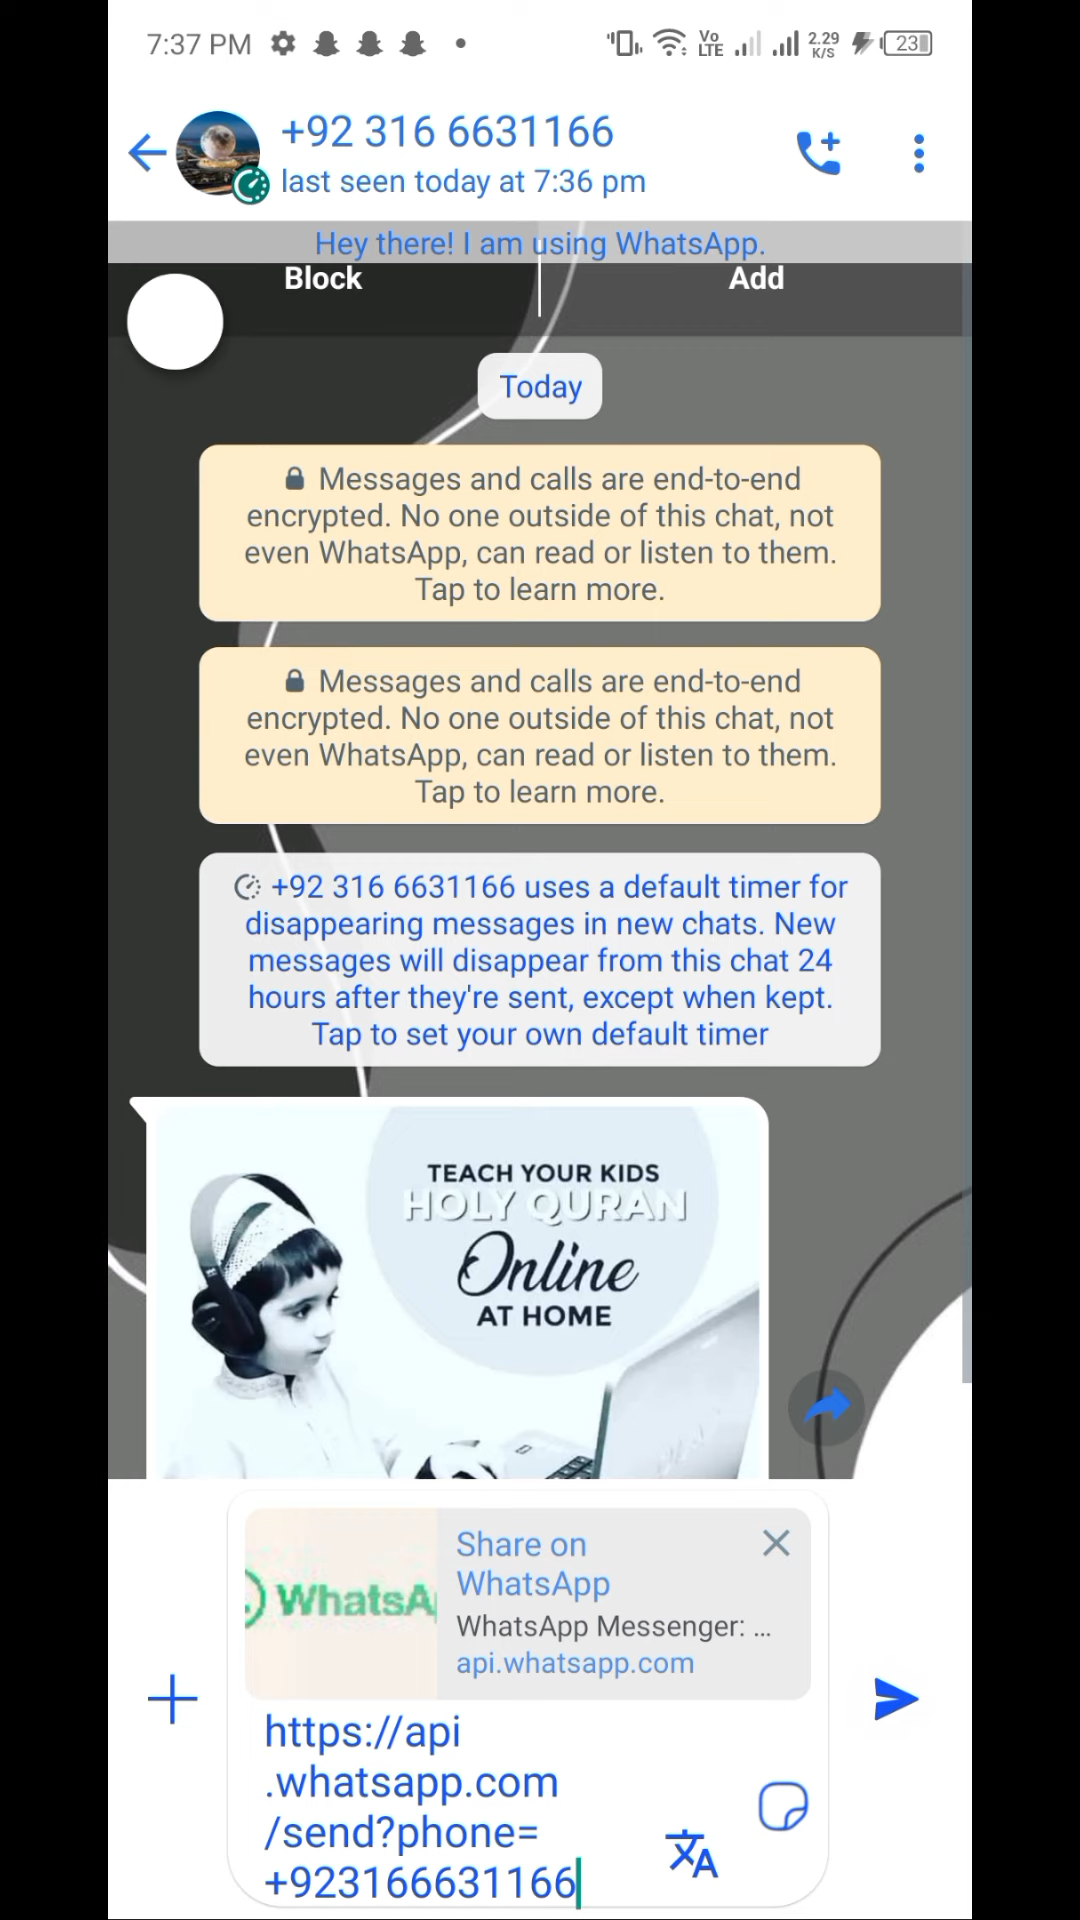 7:37 PM
Vo
LTE
2.29
K/S
23
+92 316 6631166
last seen today at 7:36 pm
Hey there! I am using WhatsApp.
Block
Add
Today
Messages and calls are end-to-end
encrypted. No one outside of this chat, not
even WhatsApp, can read or listen to them.
Tap to learn more.
Messages and calls are end-to-end
encrypted. No one outside of this chat, not
even WhatsApp, can read or listen to them.
Tap to learn more.
+92 316 6631166 uses a default timer for
disappearing messages in new chats. New
messages will disappear from this chat 24
hours after they're sent, except when kept.
Tap to set your own default timer
TEACH YOUR KIDS
HOLY QURAN
Online
AT HOME
WhatsA
Share on
WhatsApp
WhatsApp Messenger: ...
api.whatsapp.com
https://api
.whatsapp.com
/send?phone=
+923166631166